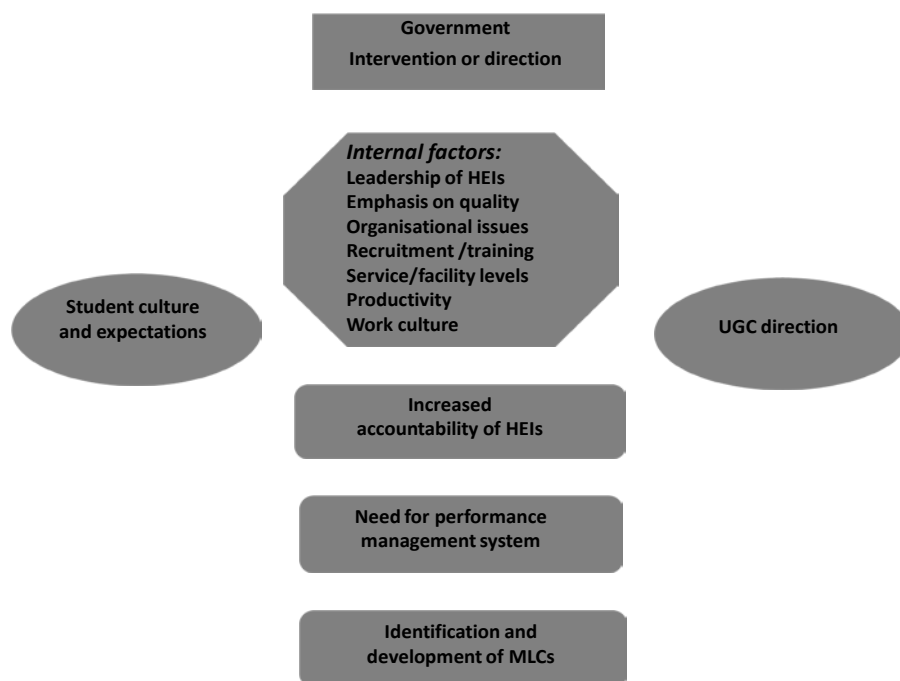 Government
Intervention or direction
Internal factors:
Leadership of HEIs
Emphasis on quality
Organisational issues
Recruitment /training
Service/facility levels
Productivity
Work culture
Student culture
and expectations
UGC direction
Increased
accountability of HEIs
Need for performance
management system
Identification and
development of MLCs